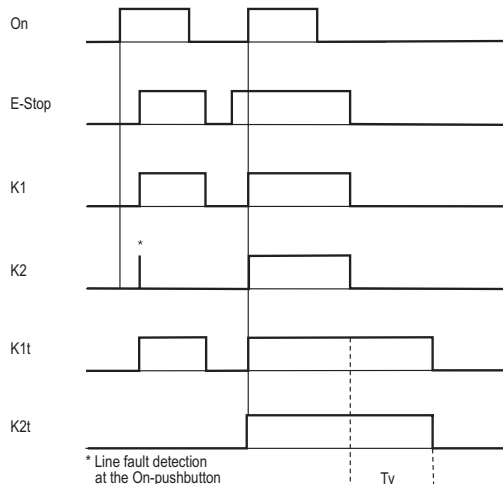 On
E-Stop
K1
*
K2
K1t
K2t
* Line fault detection
at the On-pushbutton
Tv